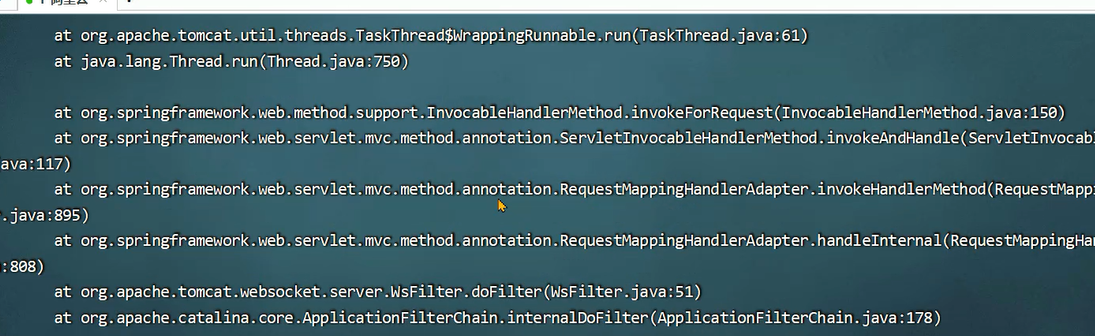 at org.apache.tomcat.util.threads.TaskThread$WrappingRunnable.run(TaskThread.java:61)
at java.lang.Thread.run(Thread.java:750)
at org.springframework.web.method.support.InvocableHandlerMethod.invokeForRequest(InvocableHandlerMethod.java:150)
at org.springframework.web.servlet.mvc.method.annotation.ServletInvocableHandlerMethod.invokeAndHandle(ServletInvocabl
ava:117)
at org.springframework.web.servlet.mvc.method.annotation.RequestMappingHandlerAdapter.invokeHandlerMethod(RequestMappi
.java:895)
at org.springframework.web.servlet.mvc.method.annotation.RequestMappingHandlerAdapter.handleInternal(RequestMappingHan
:808)
at org.apache.tomcat.websocket.server.WsFilter.doFilter(WsFilter.java:51)
at org.apache.catalina.core.ApplicationFilterChain.internalDoFilter(ApplicationFilterChain.java:178)